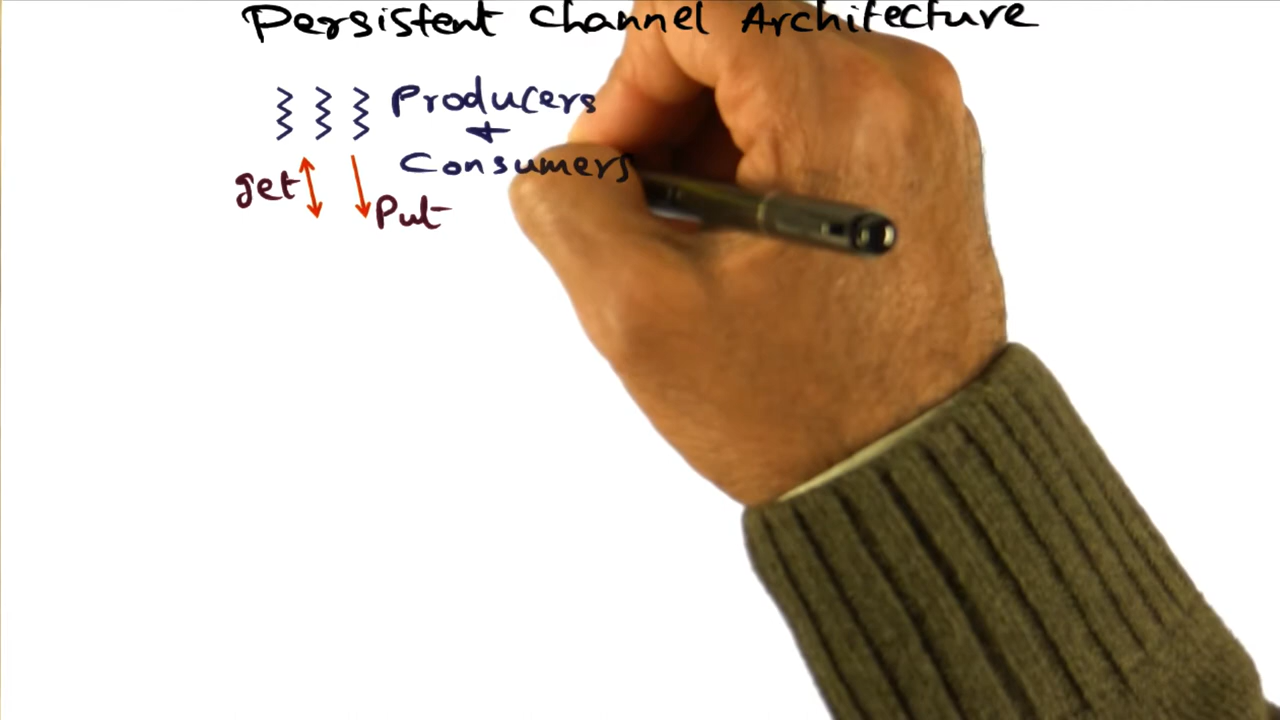 Persistent Channel Architecture
Producers
+
Consumers
get
Put